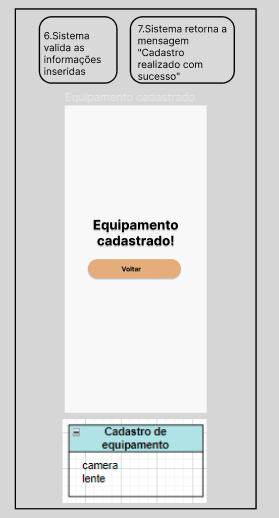 6.Sistema
valida as
informações
inseridas
7.Sistema retorna a
mensagem
"Cadastro
realizado com
sucesso"
Equipamento cadastrado
Equipamento
cadastrado!
Voltar
Cadastro de
equipamento
camera
lente